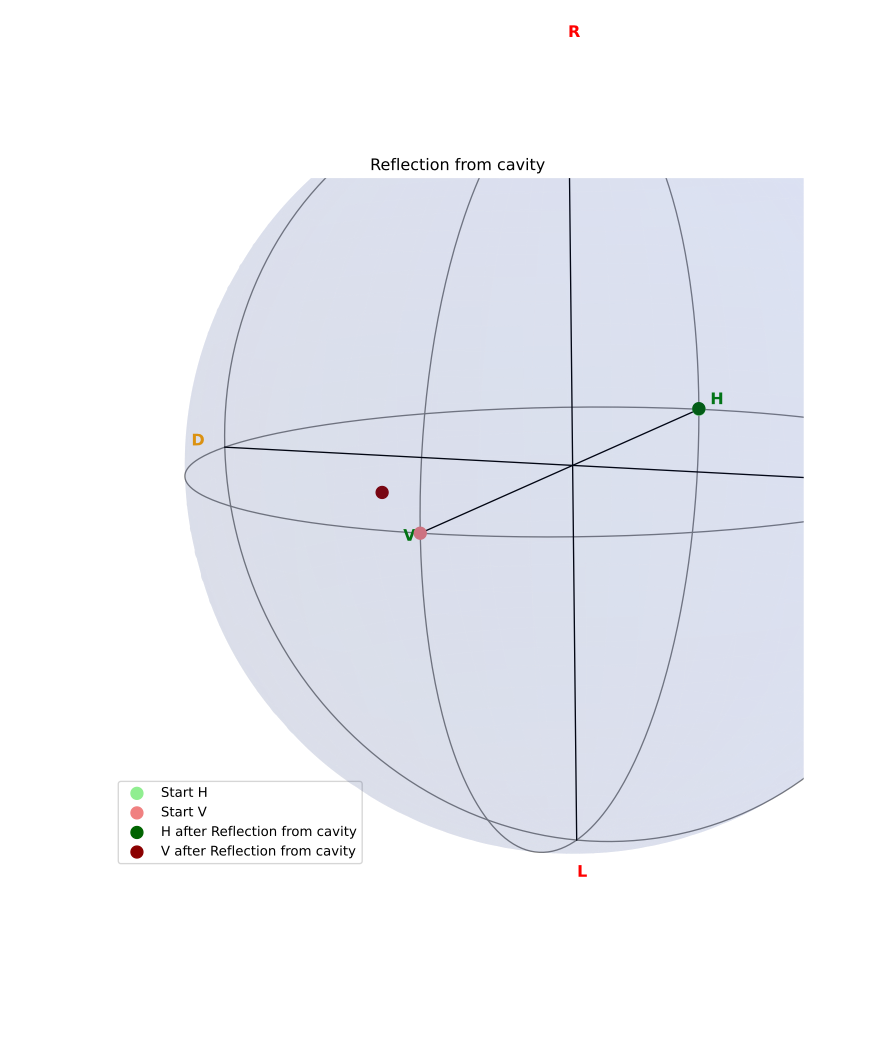 R
Reflection from cavity
H
D
V
Start H
Start V
H after Reflection from cavity
V after Reflection from cavity
L